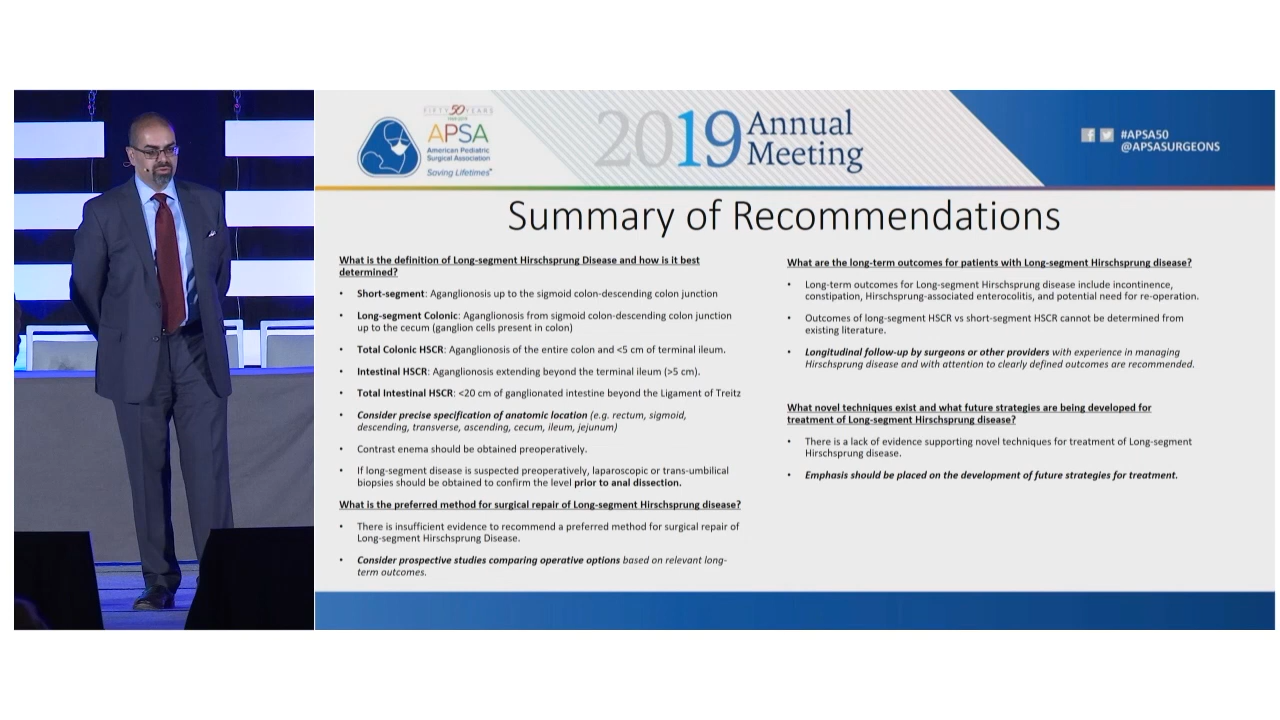 FIFTY 50 YEARS
APSA
American Pediatric
Surgical Association
Saving Lifetimes
2019 Annual
Meeting
#APSA50
@APSASURGEONS
Summary of Recommendations
What is the definition of Long-segment Hirschsprung Disease and how is it best
determined?
• Short-segment: Aganglionosis up to the sigmoid colon-descending colon junction
• Long-segment Colonic: Aganglionosis from sigmoid colon-descending colon junction
up to the cecum (ganglion cells present in colon)
• Total Colonic HSCR: Aganglionosis of the entire colon and <5 cm of terminal ileum.
• Intestinal HSCR: Aganglionosis extending beyond the terminal ileum (>5 cm).
• Total Intestinal HSCR: <20 cm of ganglionated intestine beyond the Ligament of Treitz
• Consider precise specification of anatomic location (e.g. rectum, sigmoid,
descending, transverse, ascending, cecum, ileum, jejunum)
• Contrast enema should be obtained preoperatively.
• If long-segment disease is suspected preoperatively, laparoscopic or trans-umbilical
biopsies should be obtained to confirm the level prior to anal dissection.
What is the preferred method for surgical repair of Long-segment Hirschsprung disease?
• There is insufficient evidence to recommend a preferred method for surgical repair of
Long-segment Hirschsprung Disease.
• Consider prospective studies comparing operative options based on relevant long-
term outcomes.
What are the long-term outcomes for patients with Long-segment Hirschsprung disease?
• Long-term outcomes for Long-segment Hirschsprung disease include incontinence,
constipation, Hirschsprung-associated enterocolitis, and potential need for re-operation.
• Outcomes of long-segment HSCR vs short-segment HSCR cannot be determined from
existing literature.
• Longitudinal follow-up by surgeons or other providers with experience in managing
Hirschsprung disease and with attention to clearly defined outcomes are recommended.
What novel techniques exist and what future strategies are being developed for
treatment of Long-segment Hirschsprung disease?
• There is a lack of evidence supporting novel techniques for treatment of Long-segment
Hirschsprung disease.
• Emphasis should be placed on the development of future strategies for treatment.